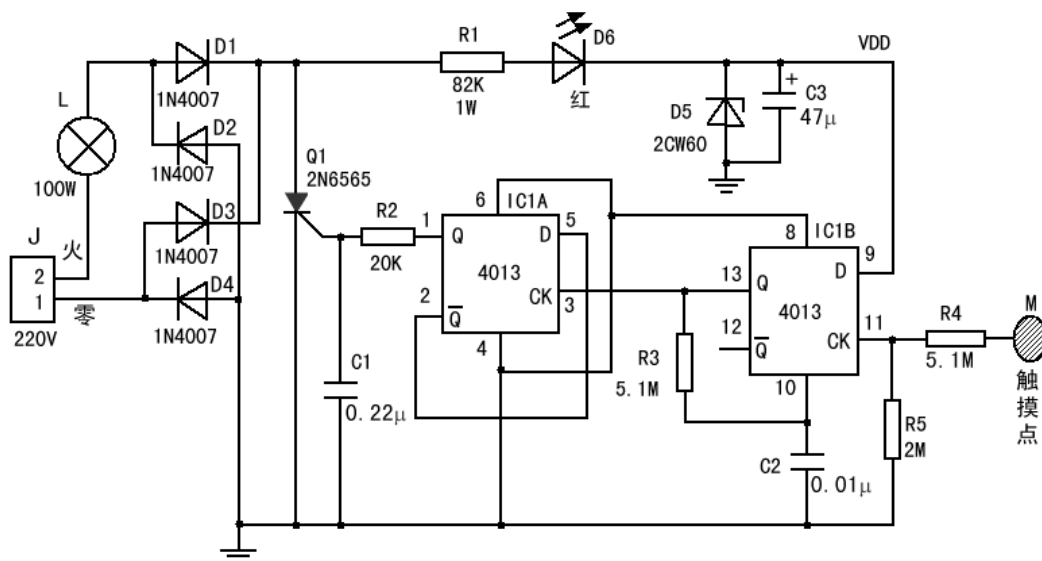 D1
1N4007
R1
82K
1W
D6
红
VDD
L
100W
D2
1N4007
Q1
2N6565
D5
2CW60
+
C3
47μ
D3
1N4007
J
火
2
1
零
220V
D4
1N4007
R2
20K
6
IC1A
1
Q
D
5
4013
2
Q̅
CK
3
4
8
IC1B
9
13
Q
D
4013
12
Q̅
CK
11
10
R4
5.1M
M
触
摸
点
R3
5.1M
C1
0.22μ
R5
2M
C2
0.01μ